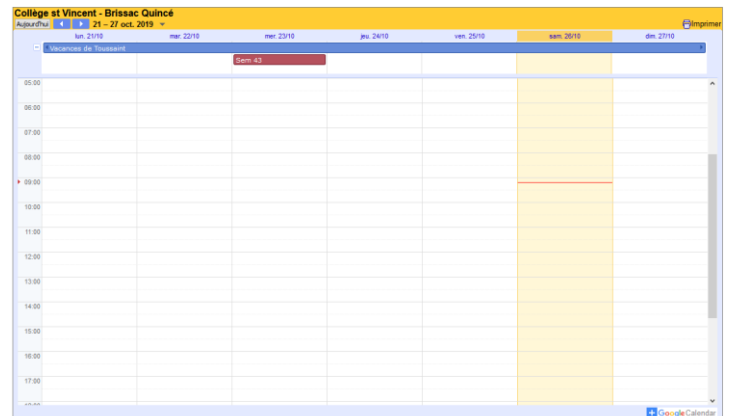 Collège st Vincent - Brissac Quincé
Aujourd'hui 21 – 27 oct. 2019 Imprimer
lun. 21/10 mar. 22/10 mer. 23/10 jeu. 24/10 ven. 25/10 sam. 26/10 dim. 27/10
Vacances de Toussaint
Sem 43
05:00
06:00
07:00
08:00
09:00
10:00
11:00
12:00
13:00
14:00
15:00
16:00
17:00
Google Calendar